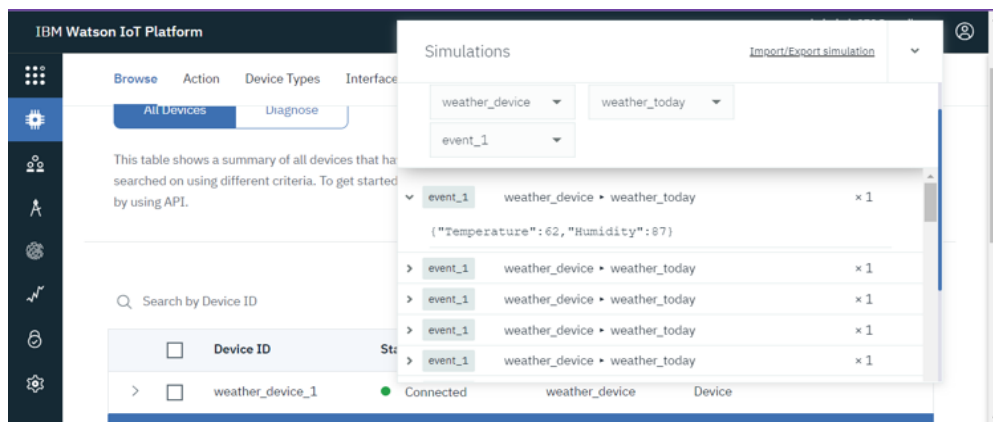 IBM Watson IoT Platform
Simulations
Import/Export simulation
Browse Action Device Types Interface
weather_device
weather_today
event_1
All Devices
Diagnose
This table shows a summary of all devices that ha
searched on using different criteria. To get started
by using API.
event_1 weather_device ▸ weather_today × 1
{"Temperature":62,"Humidity":87}
event_1 weather_device ▸ weather_today × 1
event_1 weather_device ▸ weather_today × 1
event_1 weather_device ▸ weather_today × 1
event_1 weather_device ▸ weather_today × 1
Search by Device ID
Device ID
Sta
weather_device_1 Connected weather_device Device